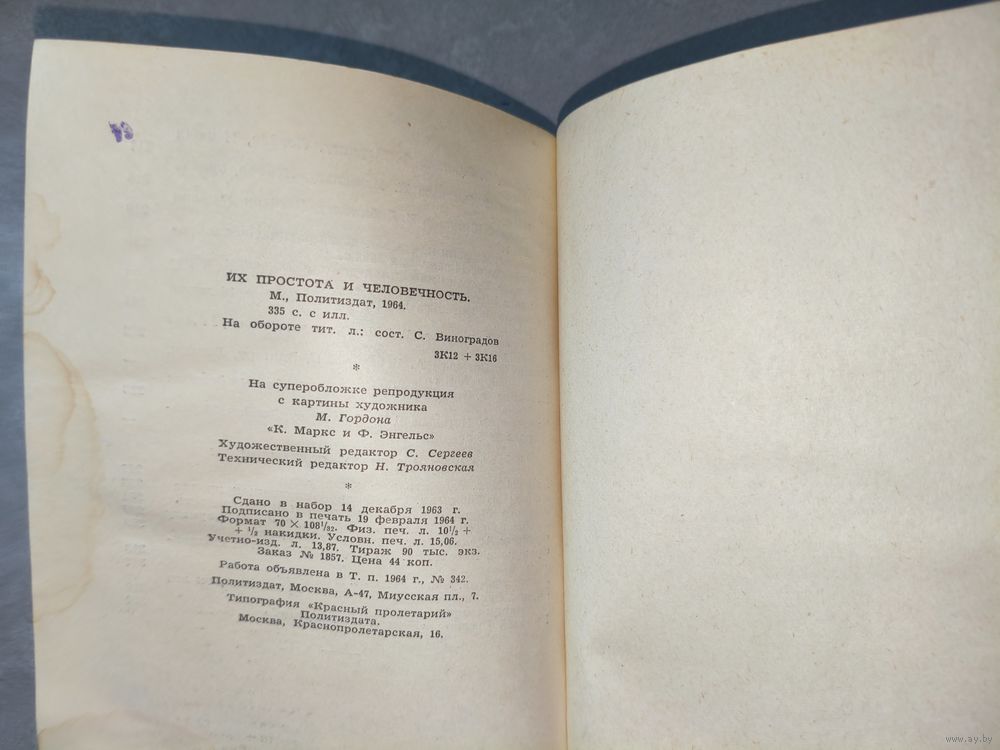 ИХ ПРОСТОТА И ЧЕЛОВЕЧНОСТЬ.
М., Политиздат, 1964.
335 с. с илл.
На обороте тит. л.: сост. С. Виноградов
3К12 + 3К16
*
На суперобложке репродукция
с картины художника
М. Гордона
«К. Маркс и Ф. Энгельс»
Художественный редактор С. Сергеев
Технический редактор Н. Трояновская
*
Сдано в набор 14 декабря 1963 г.
Подписано в печать 19 февраля 1964 г.
Формат 70 × 108¹/₃₂. Физ. печ. л. 10¹/₂ +
+ ¹/₂ накидки. Условн. печ. л. 15,06.
Учетно-изд. л. 13,87. Тираж 90 тыс. экз.
Заказ № 1857. Цена 44 коп.
Работа объявлена в Т. п. 1964 г., № 342.
Политиздат, Москва, А-47, Миусская пл., 7.
Типография «Красный пролетарий»
Политиздата.
Москва, Краснопролетарская, 16.
www.ay.by